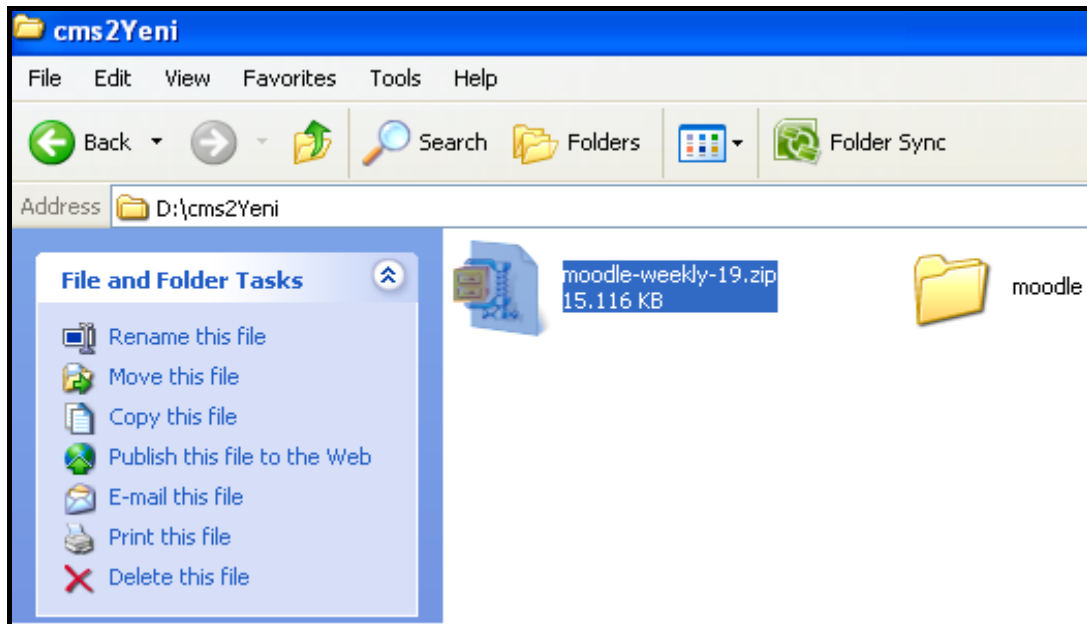 cms2Yeni
File Edit View Favorites Tools Help
Back Search Folders Folder Sync
Address D:\cms2Yeni
File and Folder Tasks
Rename this file
Move this file
Copy this file
Publish this file to the Web
E-mail this file
Print this file
Delete this file
moodle-weekly-19.zip
15.116 KB
moodle